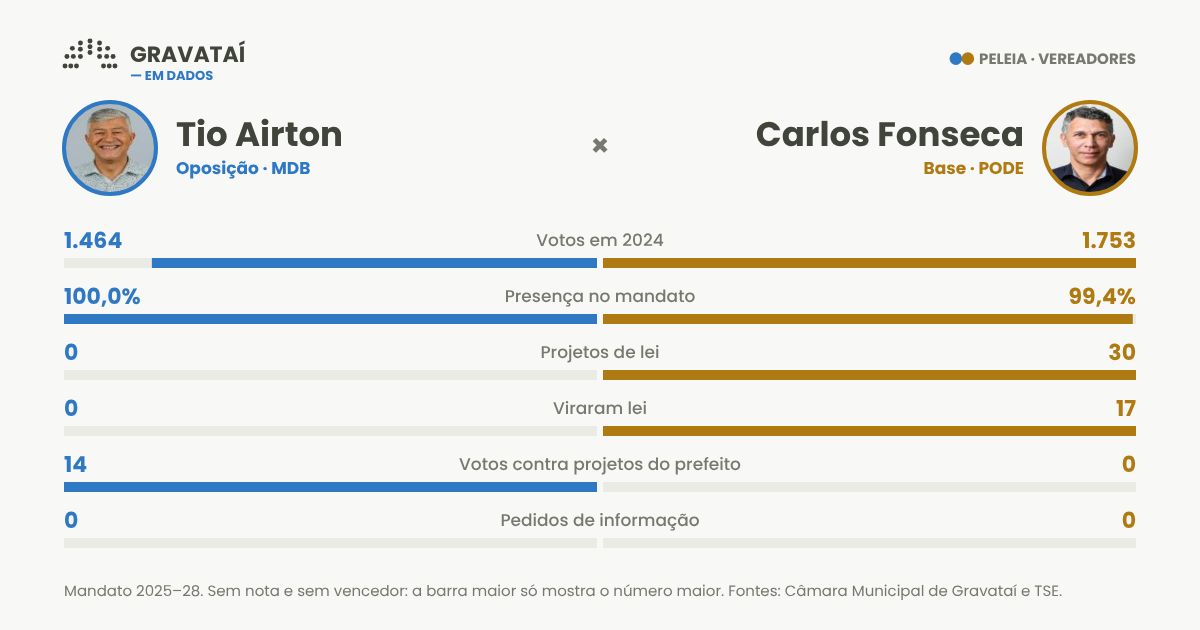 GRAVATAÍ
— EM DADOS
PELEIA · VEREADORES
Tio Airton
Oposição · MDB
×
Carlos Fonseca
Base · PODE
1.464 Votos em 2024 1.753
100,0% Presença no mandato 99,4%
0 Projetos de lei 30
0 Viraram lei 17
14 Votos contra projetos do prefeito 0
0 Pedidos de informação 0
Mandato 2025–28. Sem nota e sem vencedor: a barra maior só mostra o número maior. Fontes: Câmara Municipal de Gravataí e TSE.